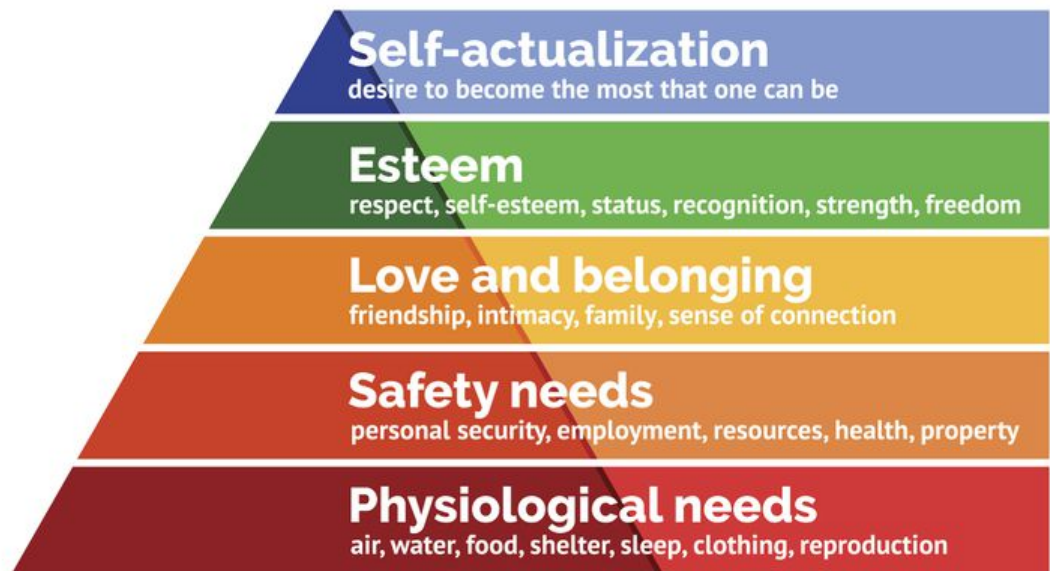 Self-actualization
desire to become the most that one can be
Esteem
respect, self-esteem, status, recognition, strength, freedom
Love and belonging
friendship, intimacy, family, sense of connection
Safety needs
personal security, employment, resources, health, property
Physiological needs
air, water, food, shelter, sleep, clothing, reproduction